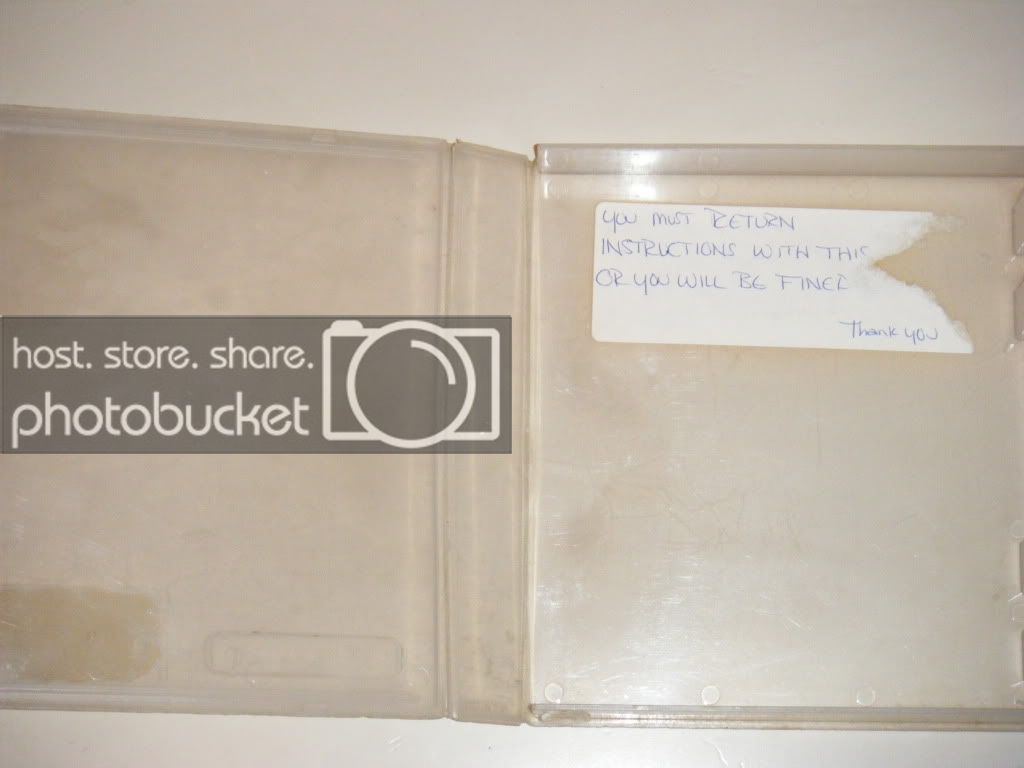 YOU MUST RETURN
INSTRUCTIONS WITH THIS
OR YOU WILL BE FINED
Thank you
host. store. share.
photobucket